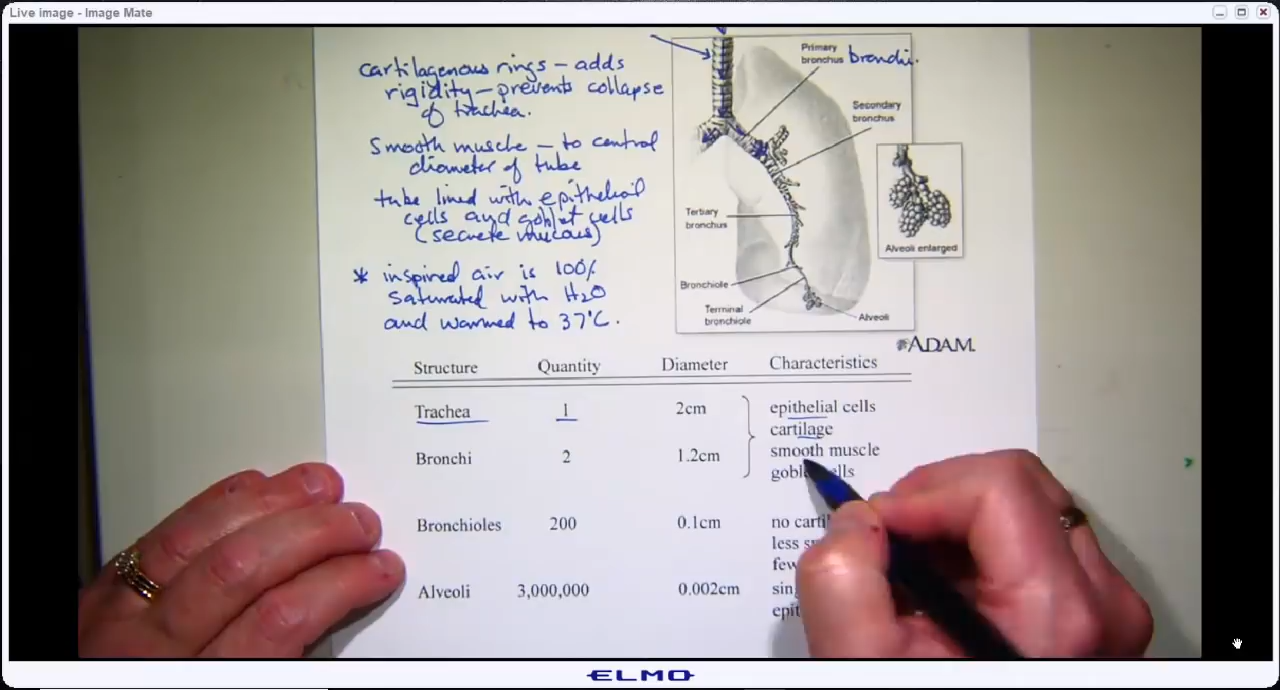 Live image - Image Mate
cartilagenous rings – adds
rigidity – prevents collapse
of trachea.
Smooth muscle – to control
diameter of tube
tube lined with epithelial
cells and goblet cells
(secrete mucous)
* inspired air is 100%
saturated with H2O
and warmed to 37°C.
Primary
bronchus bronchi.
Secondary
bronchus
Tertiary
bronchus
Bronchiole
Terminal
bronchiole
Alveoli
Alveoli enlarged
ADAM.
Structure Quantity Diameter Characteristics
Trachea 1 2cm epithelial cells
cartilage
Bronchi 2 1.2cm smooth muscle
Bronchioles 200 0.1cm no
less
few
Alveoli 3,000,000 0.002cm
ELMO